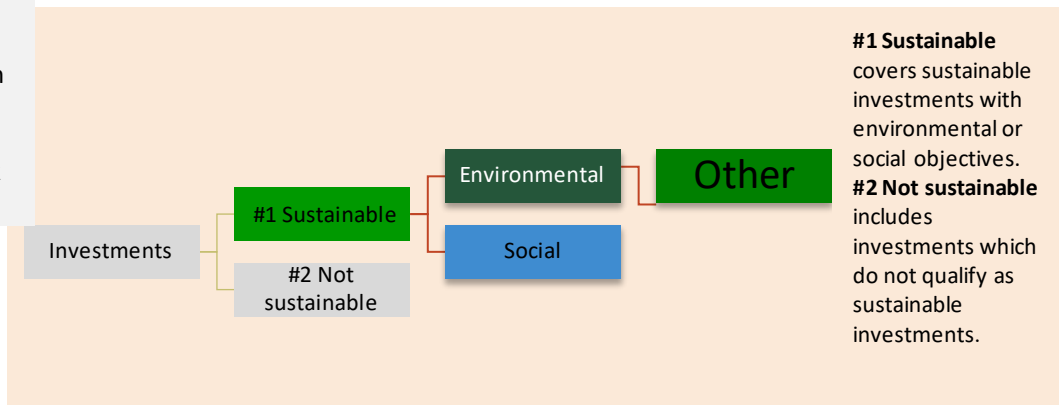 Investments
#1 Sustainable
#2 Not
sustainable
Environmental
Social
Other
#1 Sustainable
covers sustainable
investments with
environmental or
social objectives.
#2 Not sustainable
includes
investments which
do not qualify as
sustainable
investments.